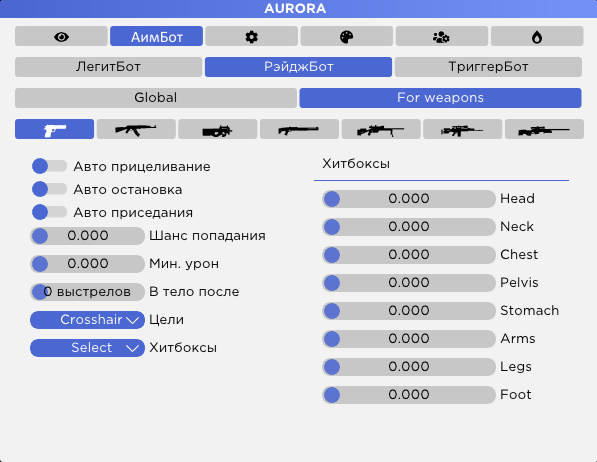 AURORA
АимБот
ЛегитБот РэйджБот ТриггерБот
Global For weapons
Авто прицеливание
Авто остановка
Авто приседания
0.000 Шанс попадания
0.000 Мин. урон
0 выстрелов В тело после
Crosshair Цели
Select Хитбоксы
Хитбоксы
0.000 Head
0.000 Neck
0.000 Chest
0.000 Pelvis
0.000 Stomach
0.000 Arms
0.000 Legs
0.000 Foot